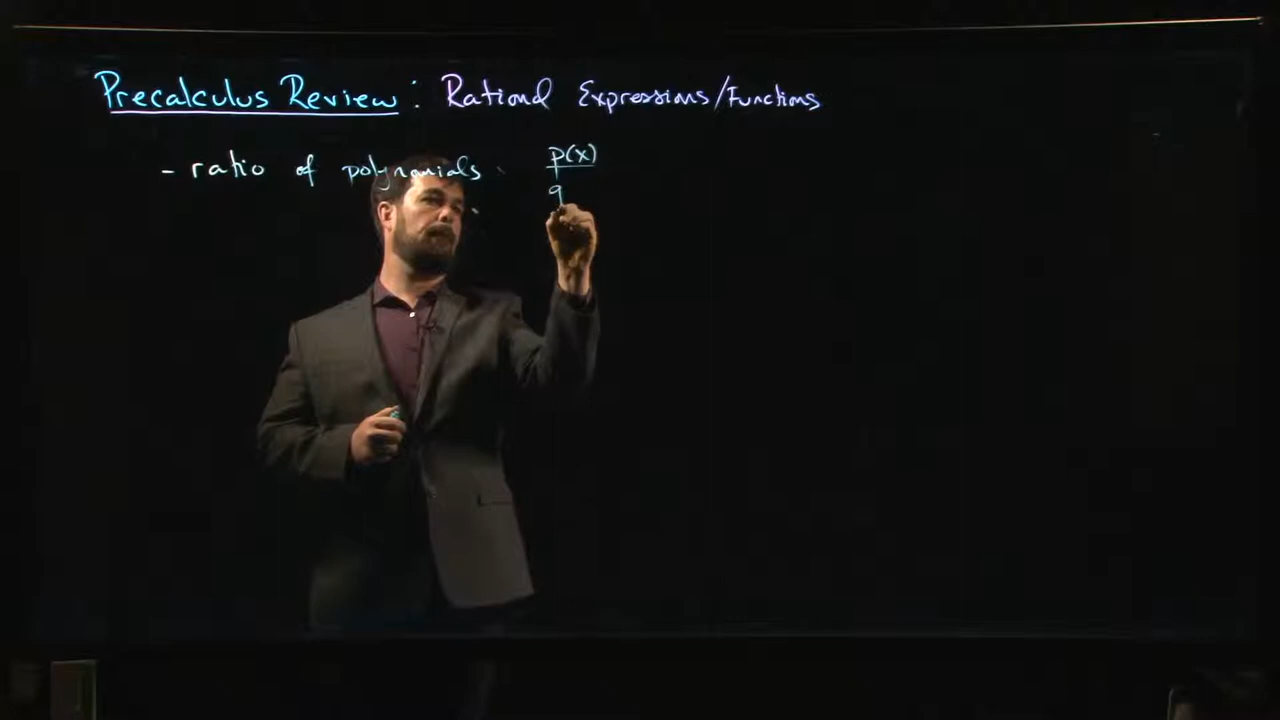 Precalculus Review: Rational Expressions/Functions
- ratio of polynomials p(x)
q